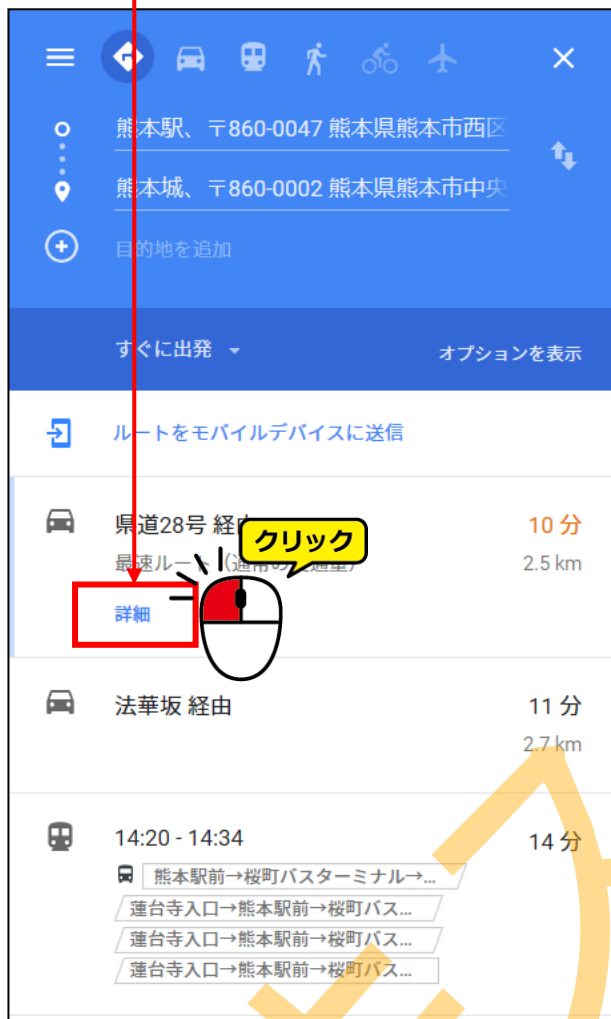 熊本駅、〒860-0047 熊本県熊本市西区
熊本城、〒860-0002 熊本県熊本市中央
目的地を追加
すぐに出発
オプションを表示
ルートをモバイルデバイスに送信
県道28号 経
10 分
クリック
最速ルート（通常の交通量）
2.5 km
詳細
法華坂 経由
11 分
2.7 km
14:20 - 14:34
14 分
熊本駅前→桜町バスターミナル→...
蓮台寺入口→熊本駅前→桜町バス...
蓮台寺入口→熊本駅前→桜町バス...
蓮台寺入口→熊本駅前→桜町バス...